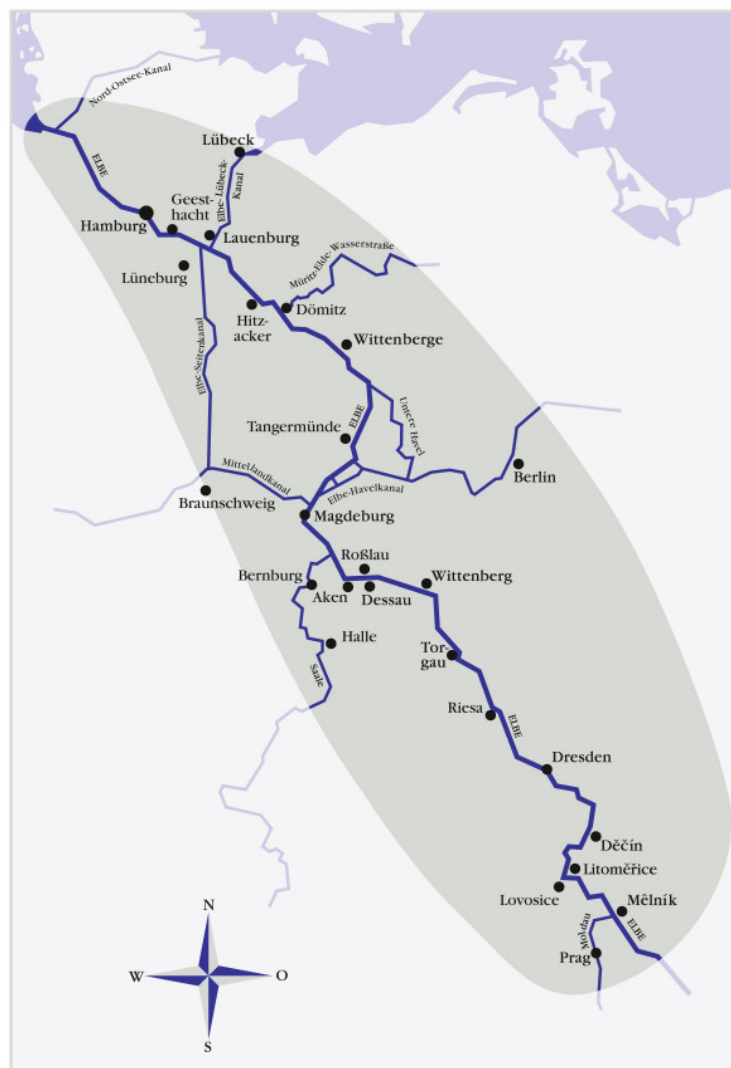 Nord-Ostsee-Kanal
Lübeck
ELBE
Elbe-Lübeck-
Kanal
Geest-
hacht
Hamburg
Lauenburg
Lüneburg
Müritz-Elde-Wasserstraße
Hitz-
acker
Dömitz
Wittenberge
Elbe-Seitenkanal
Untere Havel
ELBE
Tangermünde
Mittellandkanal
Berlin
Elbe-Havelkanal
Braunschweig
Magdeburg
Roßlau
Bernburg
Wittenberg
Aken
Dessau
Halle
Tor-
gau
Saale
Riesa
ELBE
Dresden
Děčín
Litoměřice
Lovosice
Mêlník
ELBE
Moldau
Prag
N
W
O
S